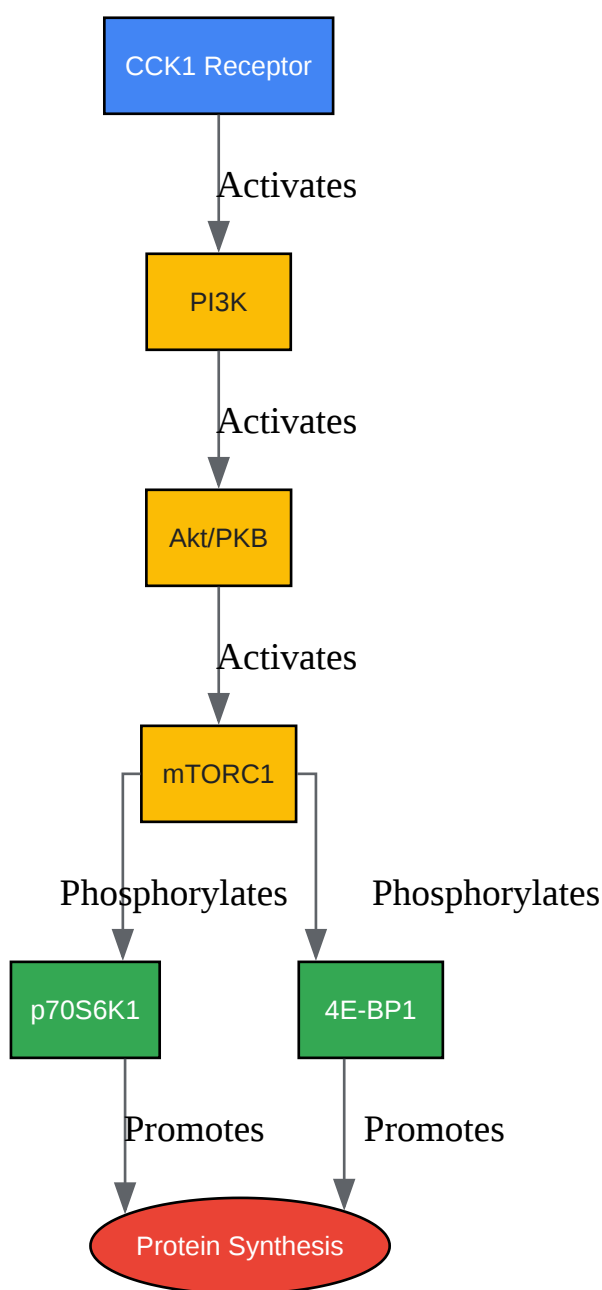 CCK1 Receptor
Activates
PI3K
Activates
Akt/PKB
Activates
mTORC1
Phosphorylates
Phosphorylates
p70S6K1
4E-BP1
Promotes
Promotes
Protein Synthesis